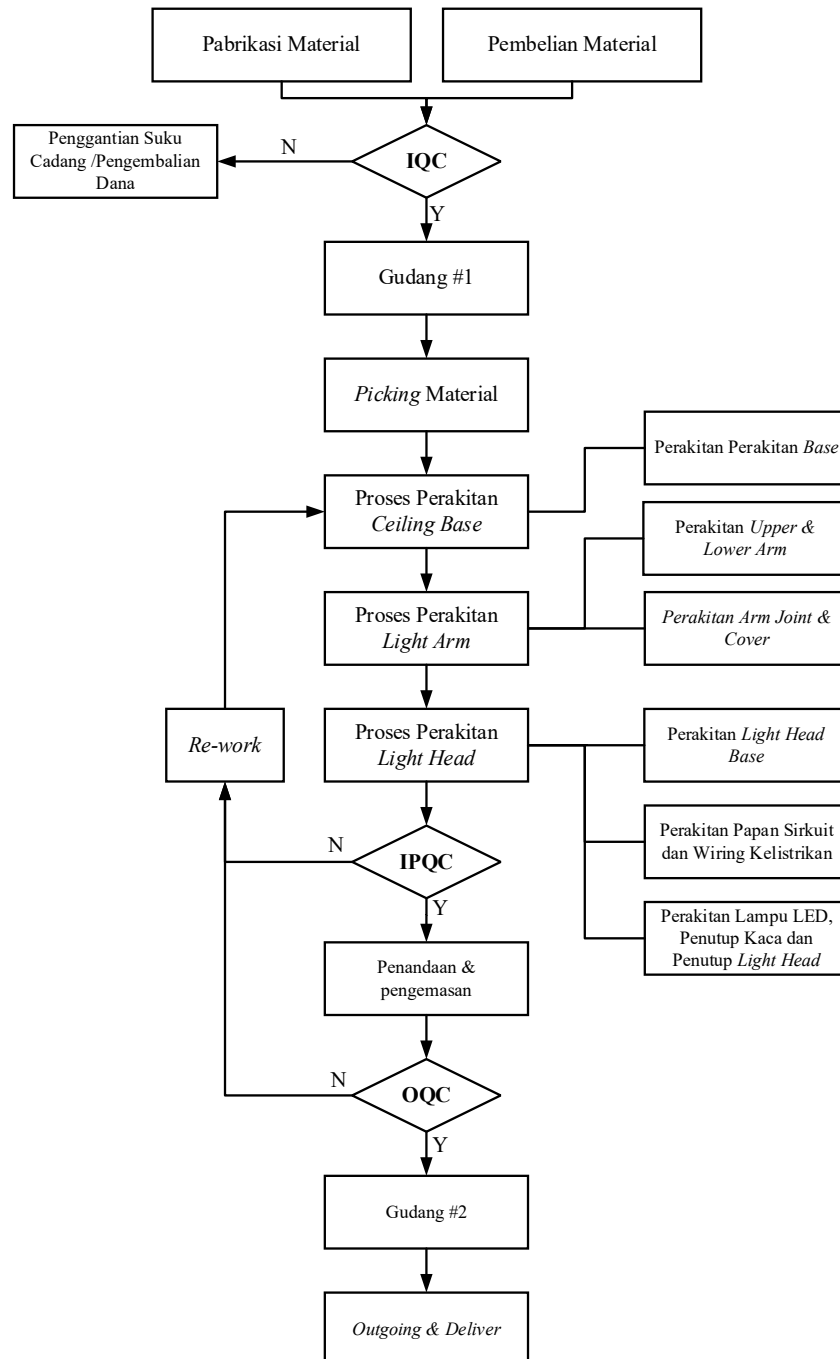 Pabrikasi Material
Pembelian Material
Penggantian Suku
Cadang /Pengembalian
Dana
N
IQC
Y
Gudang #1
Picking Material
Proses Perakitan
Ceiling Base
Perakitan Perakitan Base
Proses Perakitan
Light Arm
Perakitan Upper &
Lower Arm
Perakitan Arm Joint &
Cover
Re-work
Proses Perakitan
Light Head
Perakitan Light Head
Base
Perakitan Papan Sirkuit
dan Wiring Kelistrikan
Perakitan Lampu LED,
Penutup Kaca dan
Penutup Light Head
N
IPQC
Y
Penandaan &
pengemasan
N
OQC
Y
Gudang #2
Outgoing & Deliver